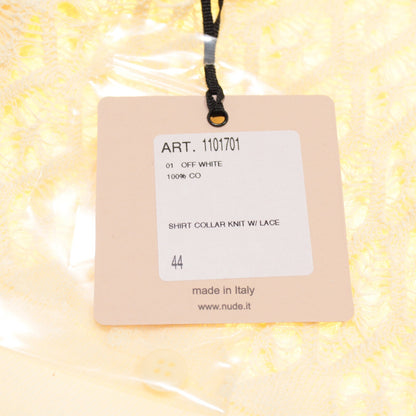 ART. 1101701
01 OFF WHITE
100% CO
SHIRT COLLAR KNIT W/ LACE
44
made in Italy
www.nude.it